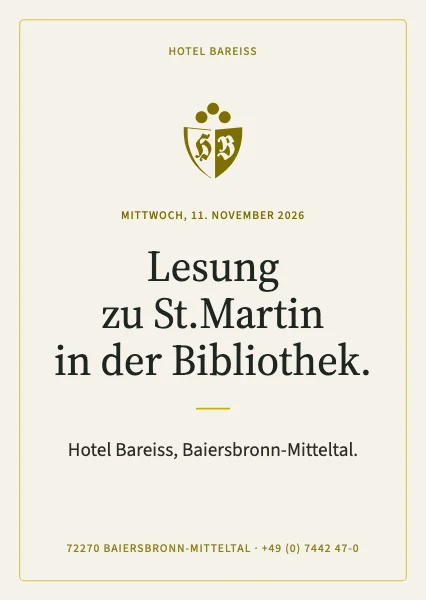 HOTEL BAREISS
H B
MITTWOCH, 11. NOVEMBER 2026
Lesung
zu St.Martin
in der Bibliothek.
Hotel Bareiss, Baiersbronn-Mitteltal.
72270 BAIERSBRONN-MITTELTAL · +49 (0) 7442 47-0